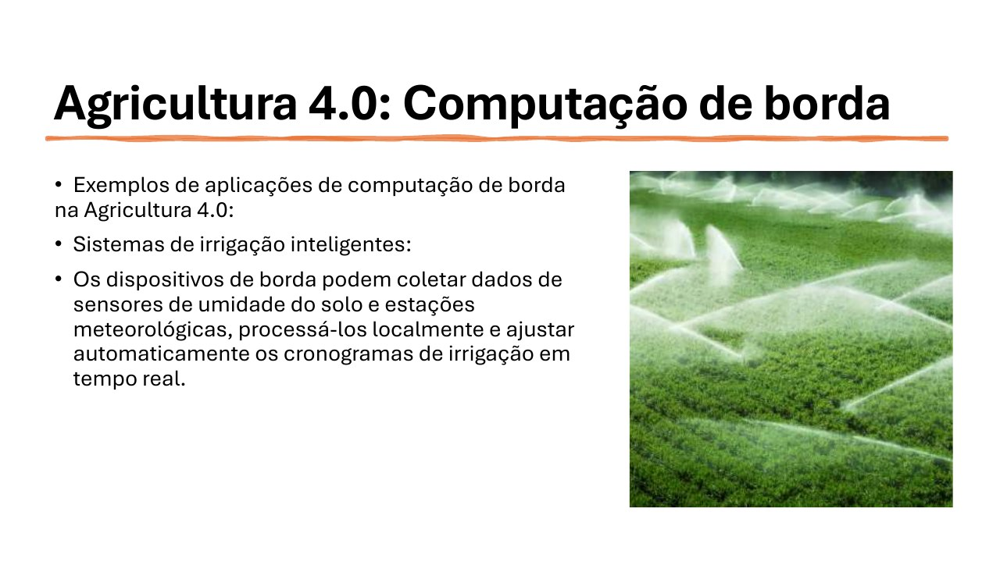 Agricultura 4.0: Computação de borda
• Exemplos de aplicações de computação de borda
na Agricultura 4.0:
• Sistemas de irrigação inteligentes:
• Os dispositivos de borda podem coletar dados de
sensores de umidade do solo e estações
meteorológicas, processá-los localmente e ajustar
automaticamente os cronogramas de irrigação em
tempo real.